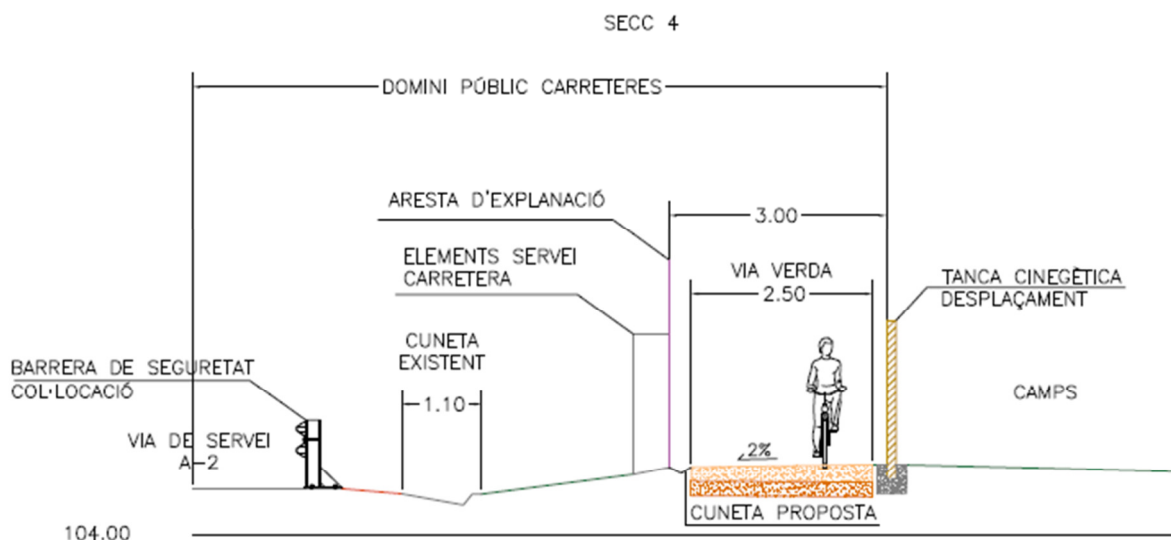 SECC 4
DOMINI PÚBLIC CARRETERES
ARESTA D'EXPLANACIÓ
3.00
ELEMENTS SERVEI
CARRETERA
VIA VERDA
2.50
TANCA CINEGÈTICA
DESPLAÇAMENT
CUNETA
EXISTENT
1.10
BARRERA DE SEGURETAT
COL·LOCACIÓ
CAMPS
VIA DE SERVEI
A-2
2%
CUNETA PROPOSTA
104.00